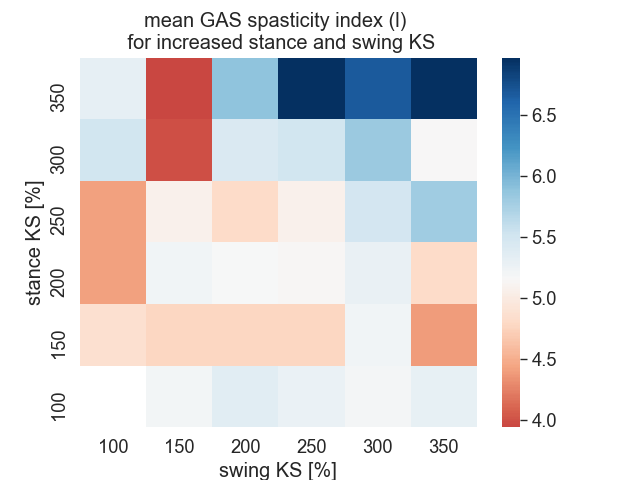 mean GAS spasticity index (l)
for increased stance and swing KS
350
300
250
200
150
100
stance KS [%]
100 150 200 250 300 350
swing KS [%]
6.5
6.0
5.5
5.0
4.5
4.0